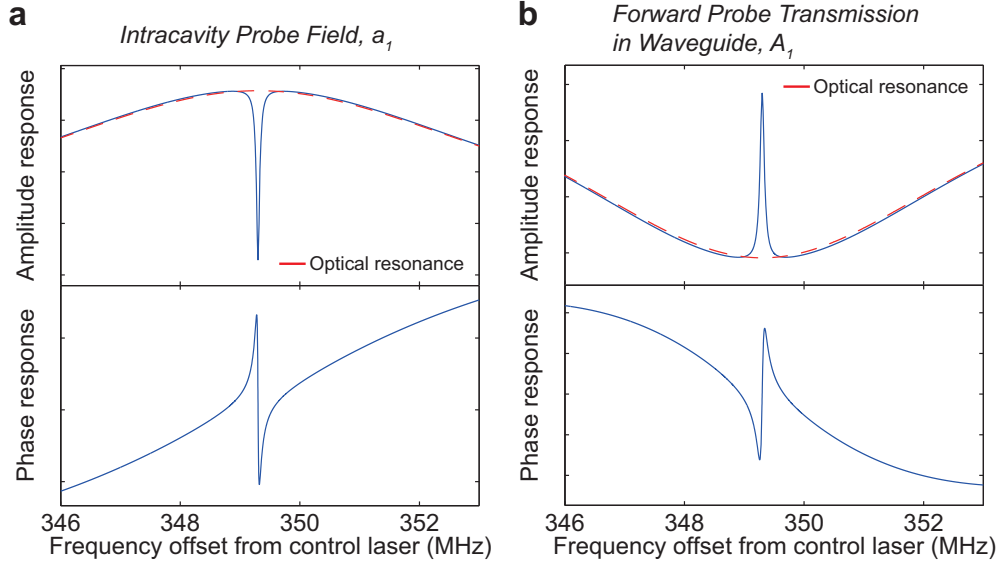 a
Intracavity Probe Field, a1
Amplitude response
Optical resonance
Phase response
346
348
350
352
Frequency offset from control laser (MHz)
b
Forward Probe Transmission
in Waveguide, A1
Amplitude response
Optical resonance
Phase response
346
348
350
352
Frequency offset from control laser (MHz)